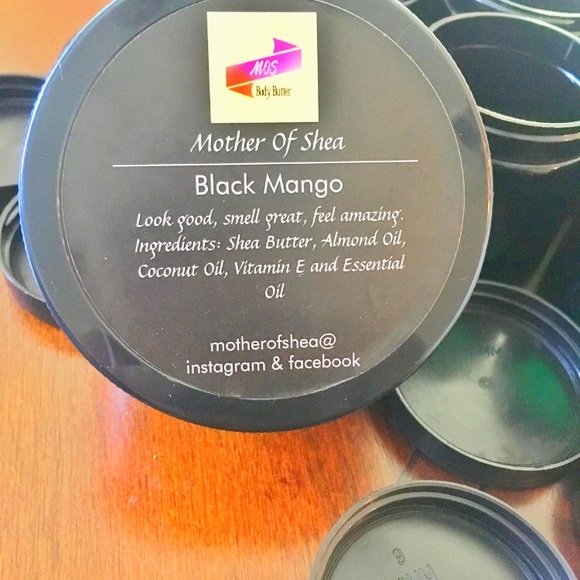 MOS
Body Butter
Mother Of Shea
Black Mango
Look good, smell great, feel amazing.
Ingredients: Shea Butter, Almond Oil,
Coconut Oil, Vitamin E and Essential
Oil
motherofshea@
instagram & facebook